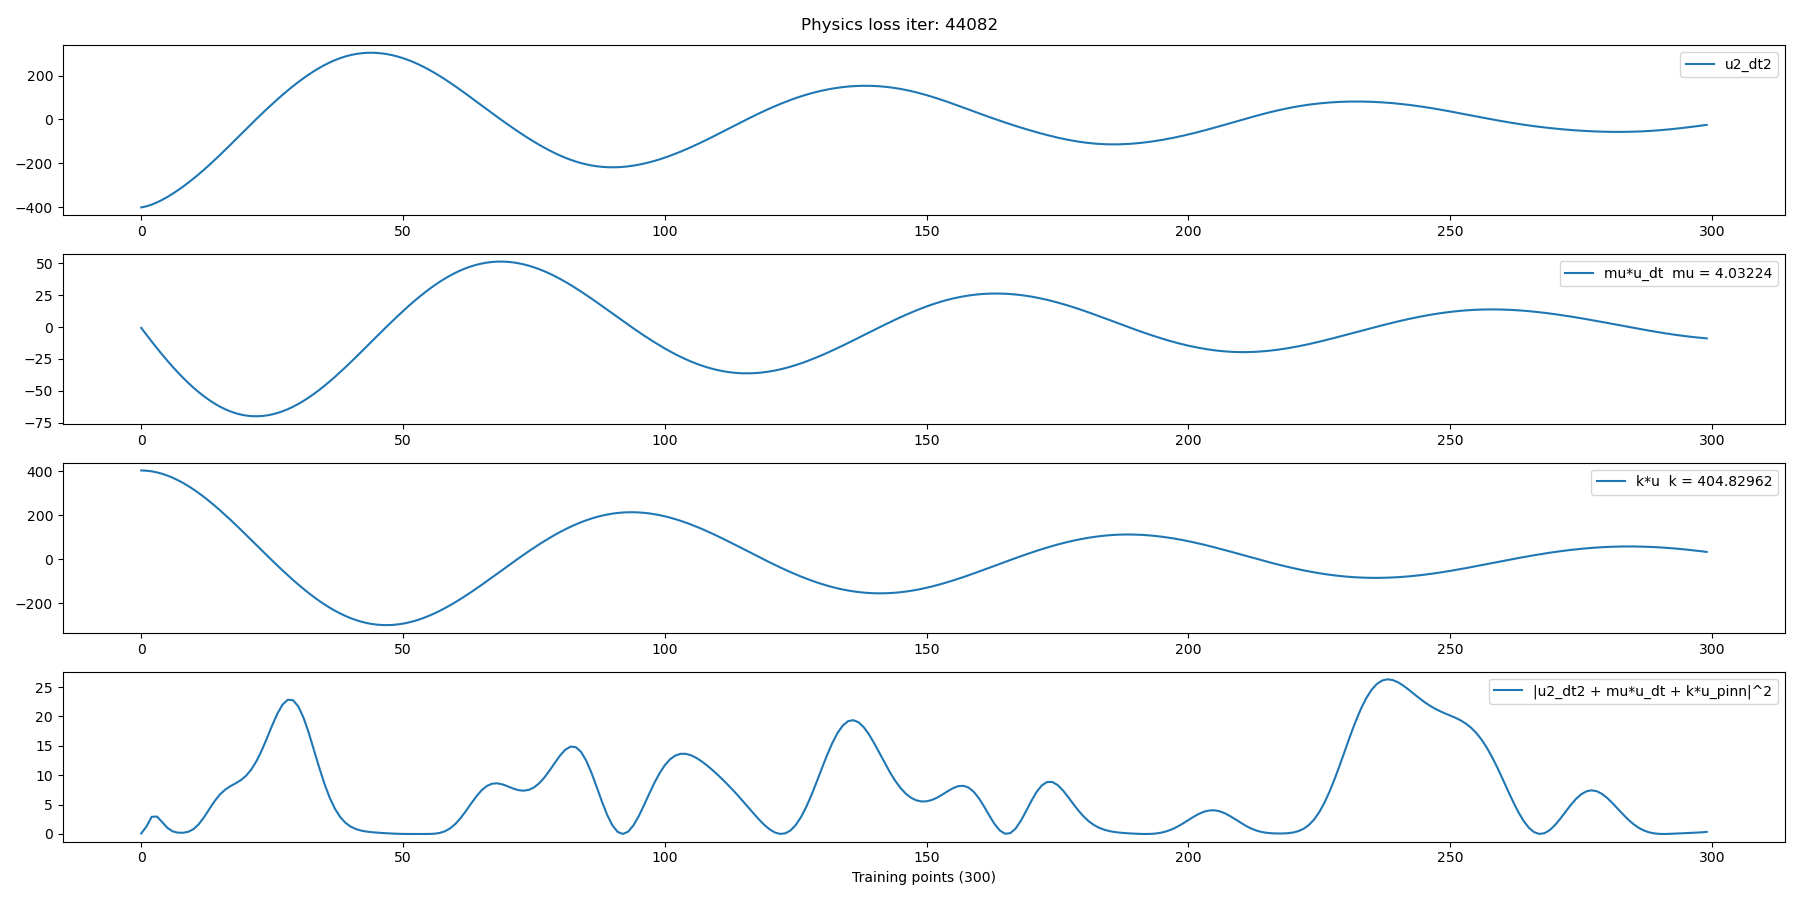 Physics loss iter: 44082
u2_dt2
200
0
−200
−400
0 50 100 150 200 250 300
mu*u_dt mu = 4.03224
50
25
0
−25
−50
−75
0 50 100 150 200 250 300
k*u k = 404.82962
400
200
0
−200
0 50 100 150 200 250 300
|u2_dt2 + mu*u_dt + k*u_pinn|^2
25
20
15
10
5
0
0 50 100 150 200 250 300
Training points (300)